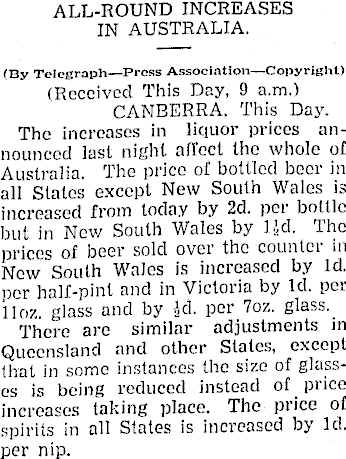 ALL-ROUND INCREASES
IN AUSTRALIA.
(By Telegraph—Press Association—Copyright)
(Received This Day, 9 a.m.)
CANBERRA, This Day.
The increases in liquor prices an-
nounced last night affect the whole of
Australia. The price of bottled beer in
all States except New South Wales is
increased from today by 2d. per bottle
but in New South Wales by 1½d. The
prices of beer sold over the counter in
New South Wales is increased by 1d.
per half-pint and in Victoria by 1d. per
11oz. glass and by ½d. per 7oz. glass.
There are similar adjustments in
Queensland and other States, except
that in some instances the size of glass-
es is being reduced instead of price
increases taking place. The price of
spirits in all States is increased by 1d.
per nip.